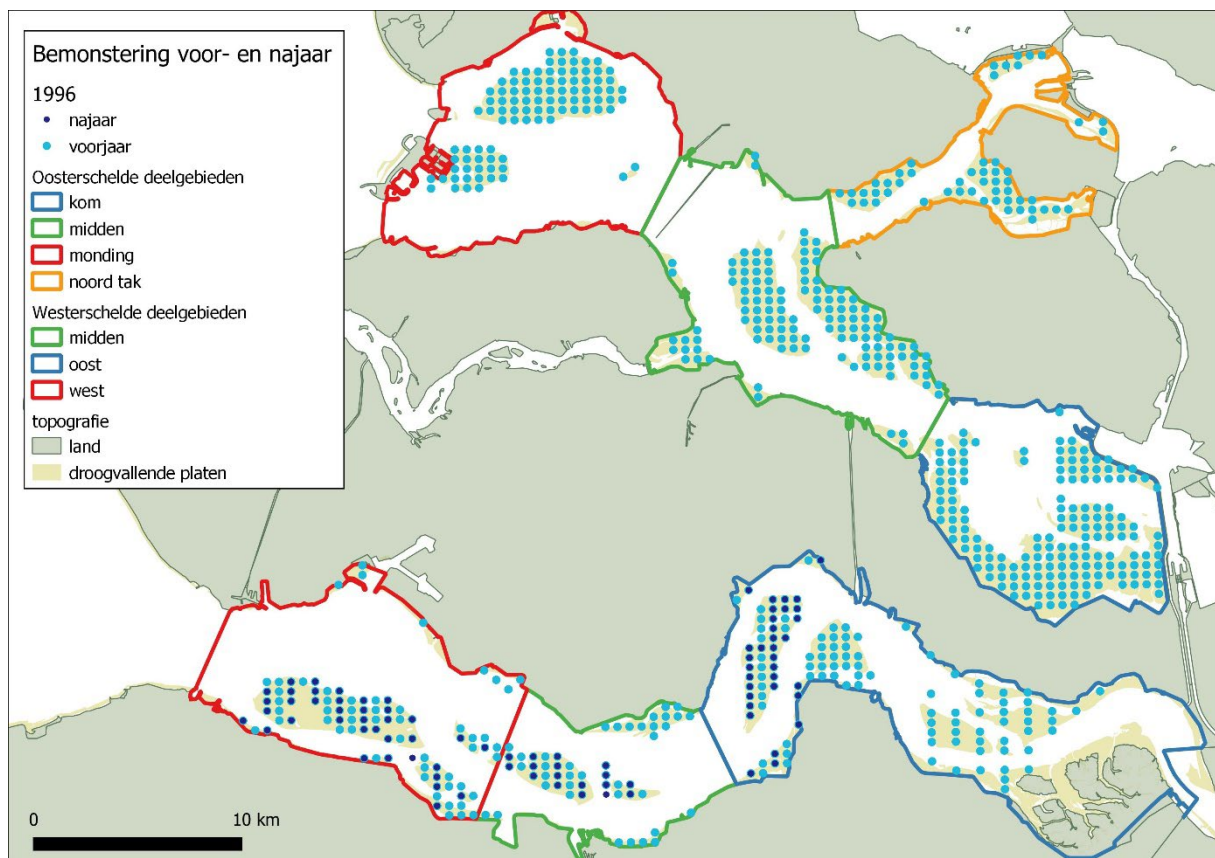 Bemonstering voor- en najaar
1996
najaar
voorjaar
Oosterschelde deelgebieden
kom
midden
monding
noord tak
Westerschelde deelgebieden
midden
oost
west
topografie
land
droogvallende platen
0 10 km